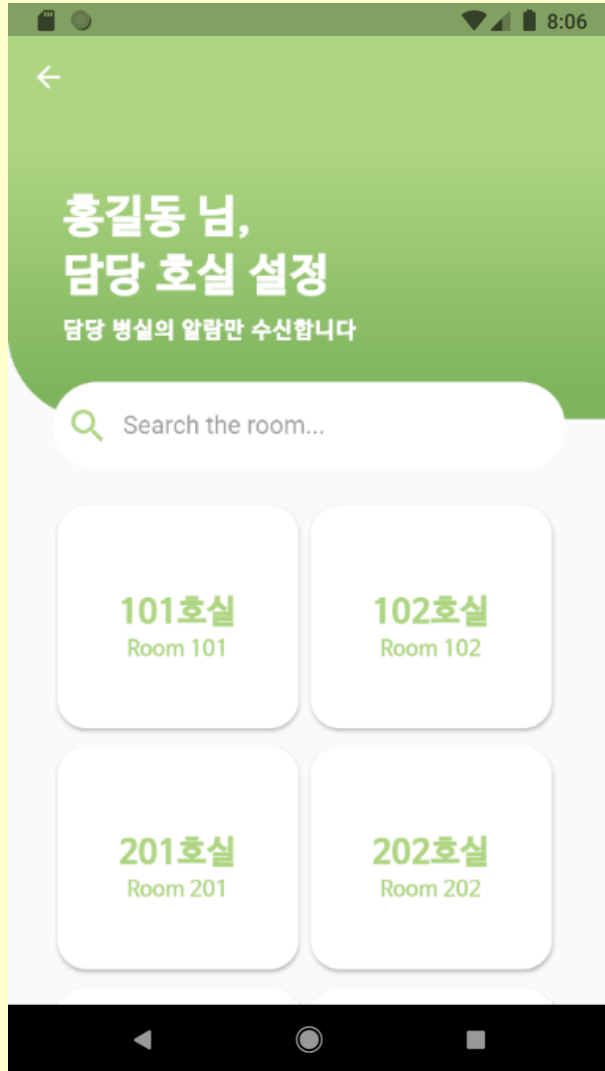 8:06
홍길동 님,
담당 호실 설정
담당 병실의 알람만 수신합니다
Search the room...
101호실
Room 101
102호실
Room 102
201호실
Room 201
202호실
Room 202